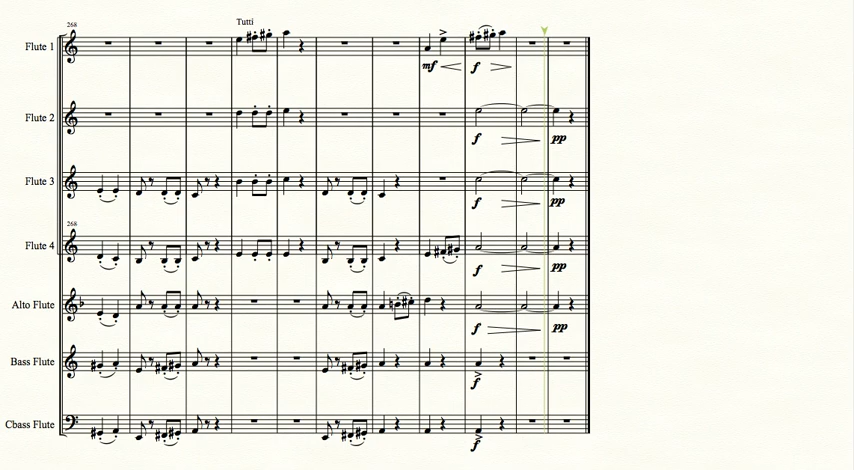 268
Tutti
Flute 1
mf f
Flute 2
f pp
Flute 3
f pp
268
Flute 4
f pp
Alto Flute
f pp
Bass Flute
f
Cbass Flute
f